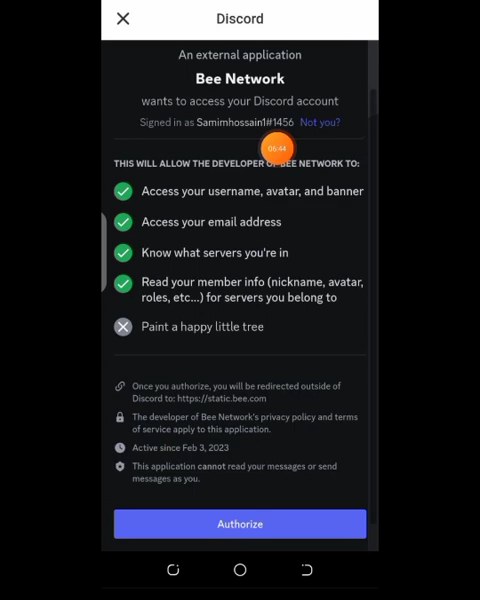 Discord
An external application
Bee Network
wants to access your Discord account
Signed in as Samimhossain1#1456 Not you?
06:44
THIS WILL ALLOW THE DEVELOPER OF BEE NETWORK TO:
Access your username, avatar, and banner
Access your email address
Know what servers you're in
Read your member info (nickname, avatar,
roles, etc...) for servers you belong to
Paint a happy little tree
Once you authorize, you will be redirected outside of
Discord to: https://static.bee.com
The developer of Bee Network's privacy policy and terms
of service apply to this application.
Active since Feb 3, 2023
This application cannot read your messages or send
messages as you.
Authorize